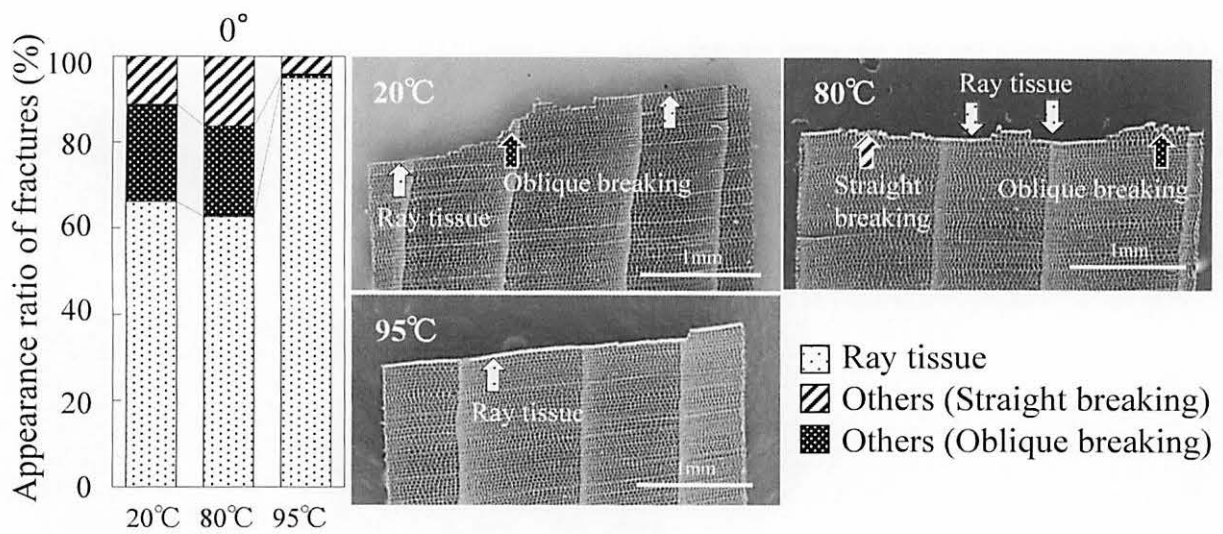 0°
Appearance ratio of fractures (%)
100
80
60
40
20
0
20℃ 80℃ 95℃
20℃
Oblique breaking
Ray tissue
1mm
80℃
Ray tissue
Straight
breaking
Oblique breaking
1mm
95℃
Ray tissue
1mm
Ray tissue
Others (Straight breaking)
Others (Oblique breaking)